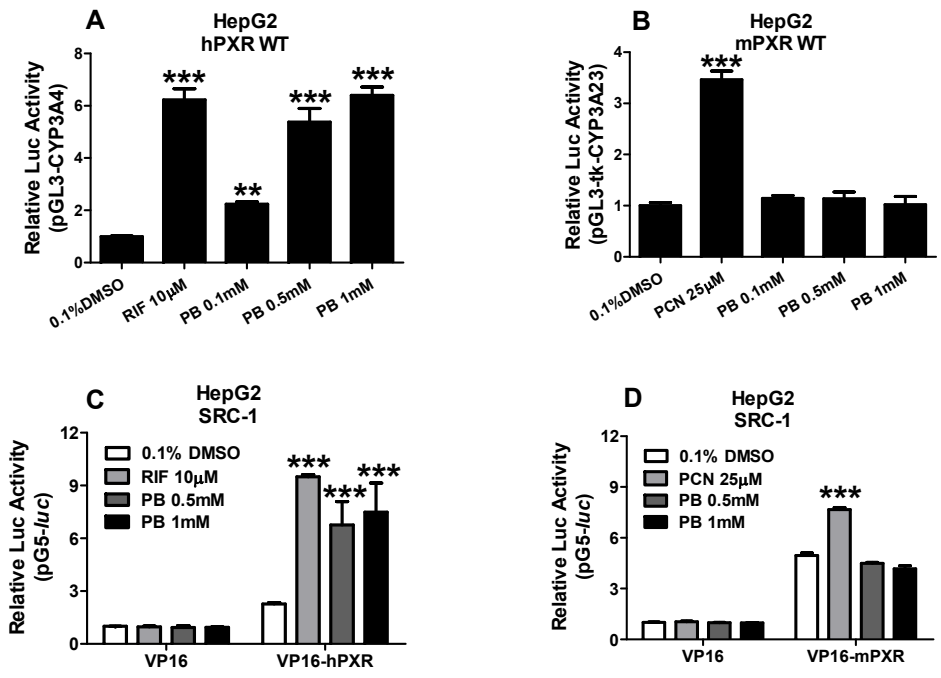 A
HepG2
hPXR WT
Relative Luc Activity
(pGL3-CYP3A4)
8
6
4
2
0
***
**
***
***
0.1%DMSO
RIF 10µM
PB 0.1mM
PB 0.5mM
PB 1mM
B
HepG2
mPXR WT
Relative Luc Activity
(pGL3-tk-CYP3A23)
4
3
2
1
0
***
0.1%DMSO
PCN 25µM
PB 0.1mM
PB 0.5mM
PB 1mM
C
HepG2
SRC-1
Relative Luc Activity
(pG5-luc)
12
9
6
3
0
0.1% DMSO
RIF 10µM
PB 0.5mM
PB 1mM
***
***
***
VP16
VP16-hPXR
D
HepG2
SRC-1
Relative Luc Activity
(pG5-luc)
12
9
6
3
0
0.1% DMSO
PCN 25µM
PB 0.5mM
PB 1mM
***
VP16
VP16-mPXR